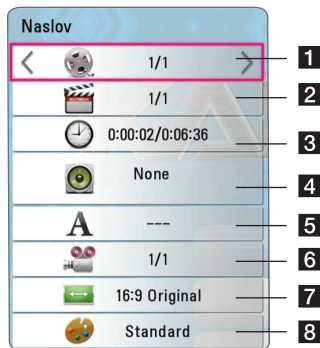 Naslov
1/1 1
1/1 2
0:00:02/0:06:36 3
None 4
A --- 5
1/1 6
16:9 Original 7
Standard 8